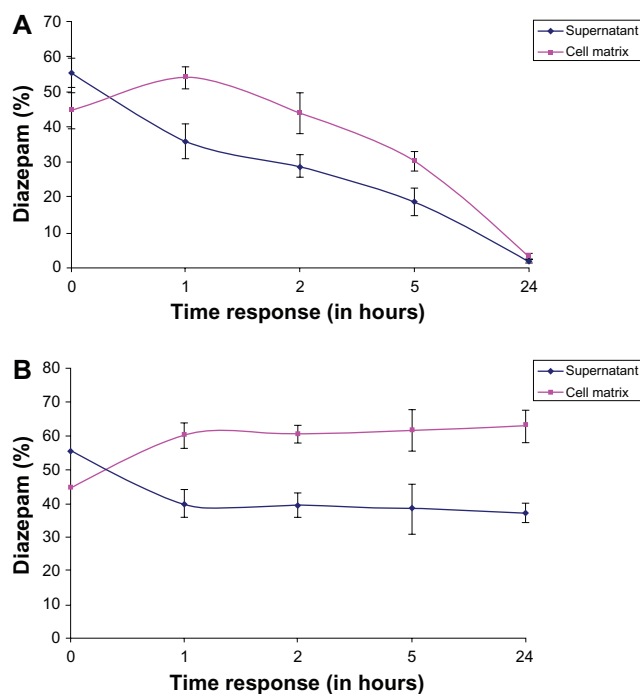 A
70
60
50
40
30
20
10
0
Diazepam (%)
0 1 2 5 24
Time response (in hours)
Supernatant
Cell matrix
B
80
70
60
50
40
30
20
10
0
Diazepam (%)
0 1 2 5 24
Time response (in hours)
Supernatant
Cell matrix